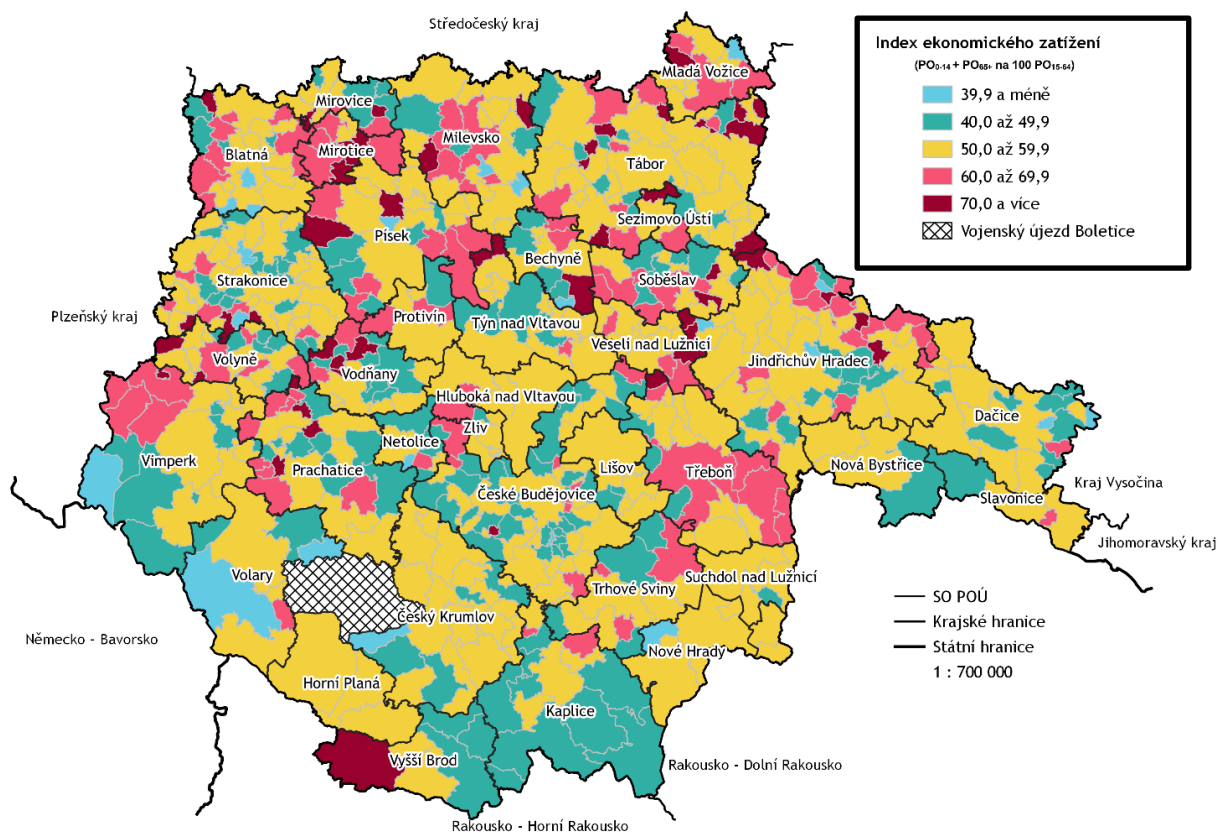 Středočeský kraj
Index ekonomického zatížení
(PO0-14 + PO65+ na 100 PO15-64)
39,9 a méně
40,0 až 49,9
50,0 až 59,9
60,0 až 69,9
70,0 a více
Vojenský újezd Boletice
Mladá Vožice
Mirovice
Milevsko
Mirotice
Blatná
Tábor
Sezimovo Ústí
Písek
Bechyně
Strakonice
Soběslav
Plzeňský kraj
Protivín
Týn nad Vltavou
Veselí nad Lužnicí
Volyně
Vodňany
Jindřichův Hradec
Hluboká nad Vltavou
Dačice
Zliv
Netolice
Vimperk
Prachatice
Lišov
Třeboň
Nová Bystřice
České Budějovice
Kraj Vysočina
Slavonice
Jihomoravský kraj
Volary
Trhové Sviny
Suchdol nad Lužnicí
SO POÚ
Český Krumlov
Krajské hranice
Německo - Bavorsko
Nové Hrady
Státní hranice
1 : 700 000
Horní Planá
Kaplice
Vyšší Brod
Rakousko - Dolní Rakousko
Rakousko - Horní Rakousko